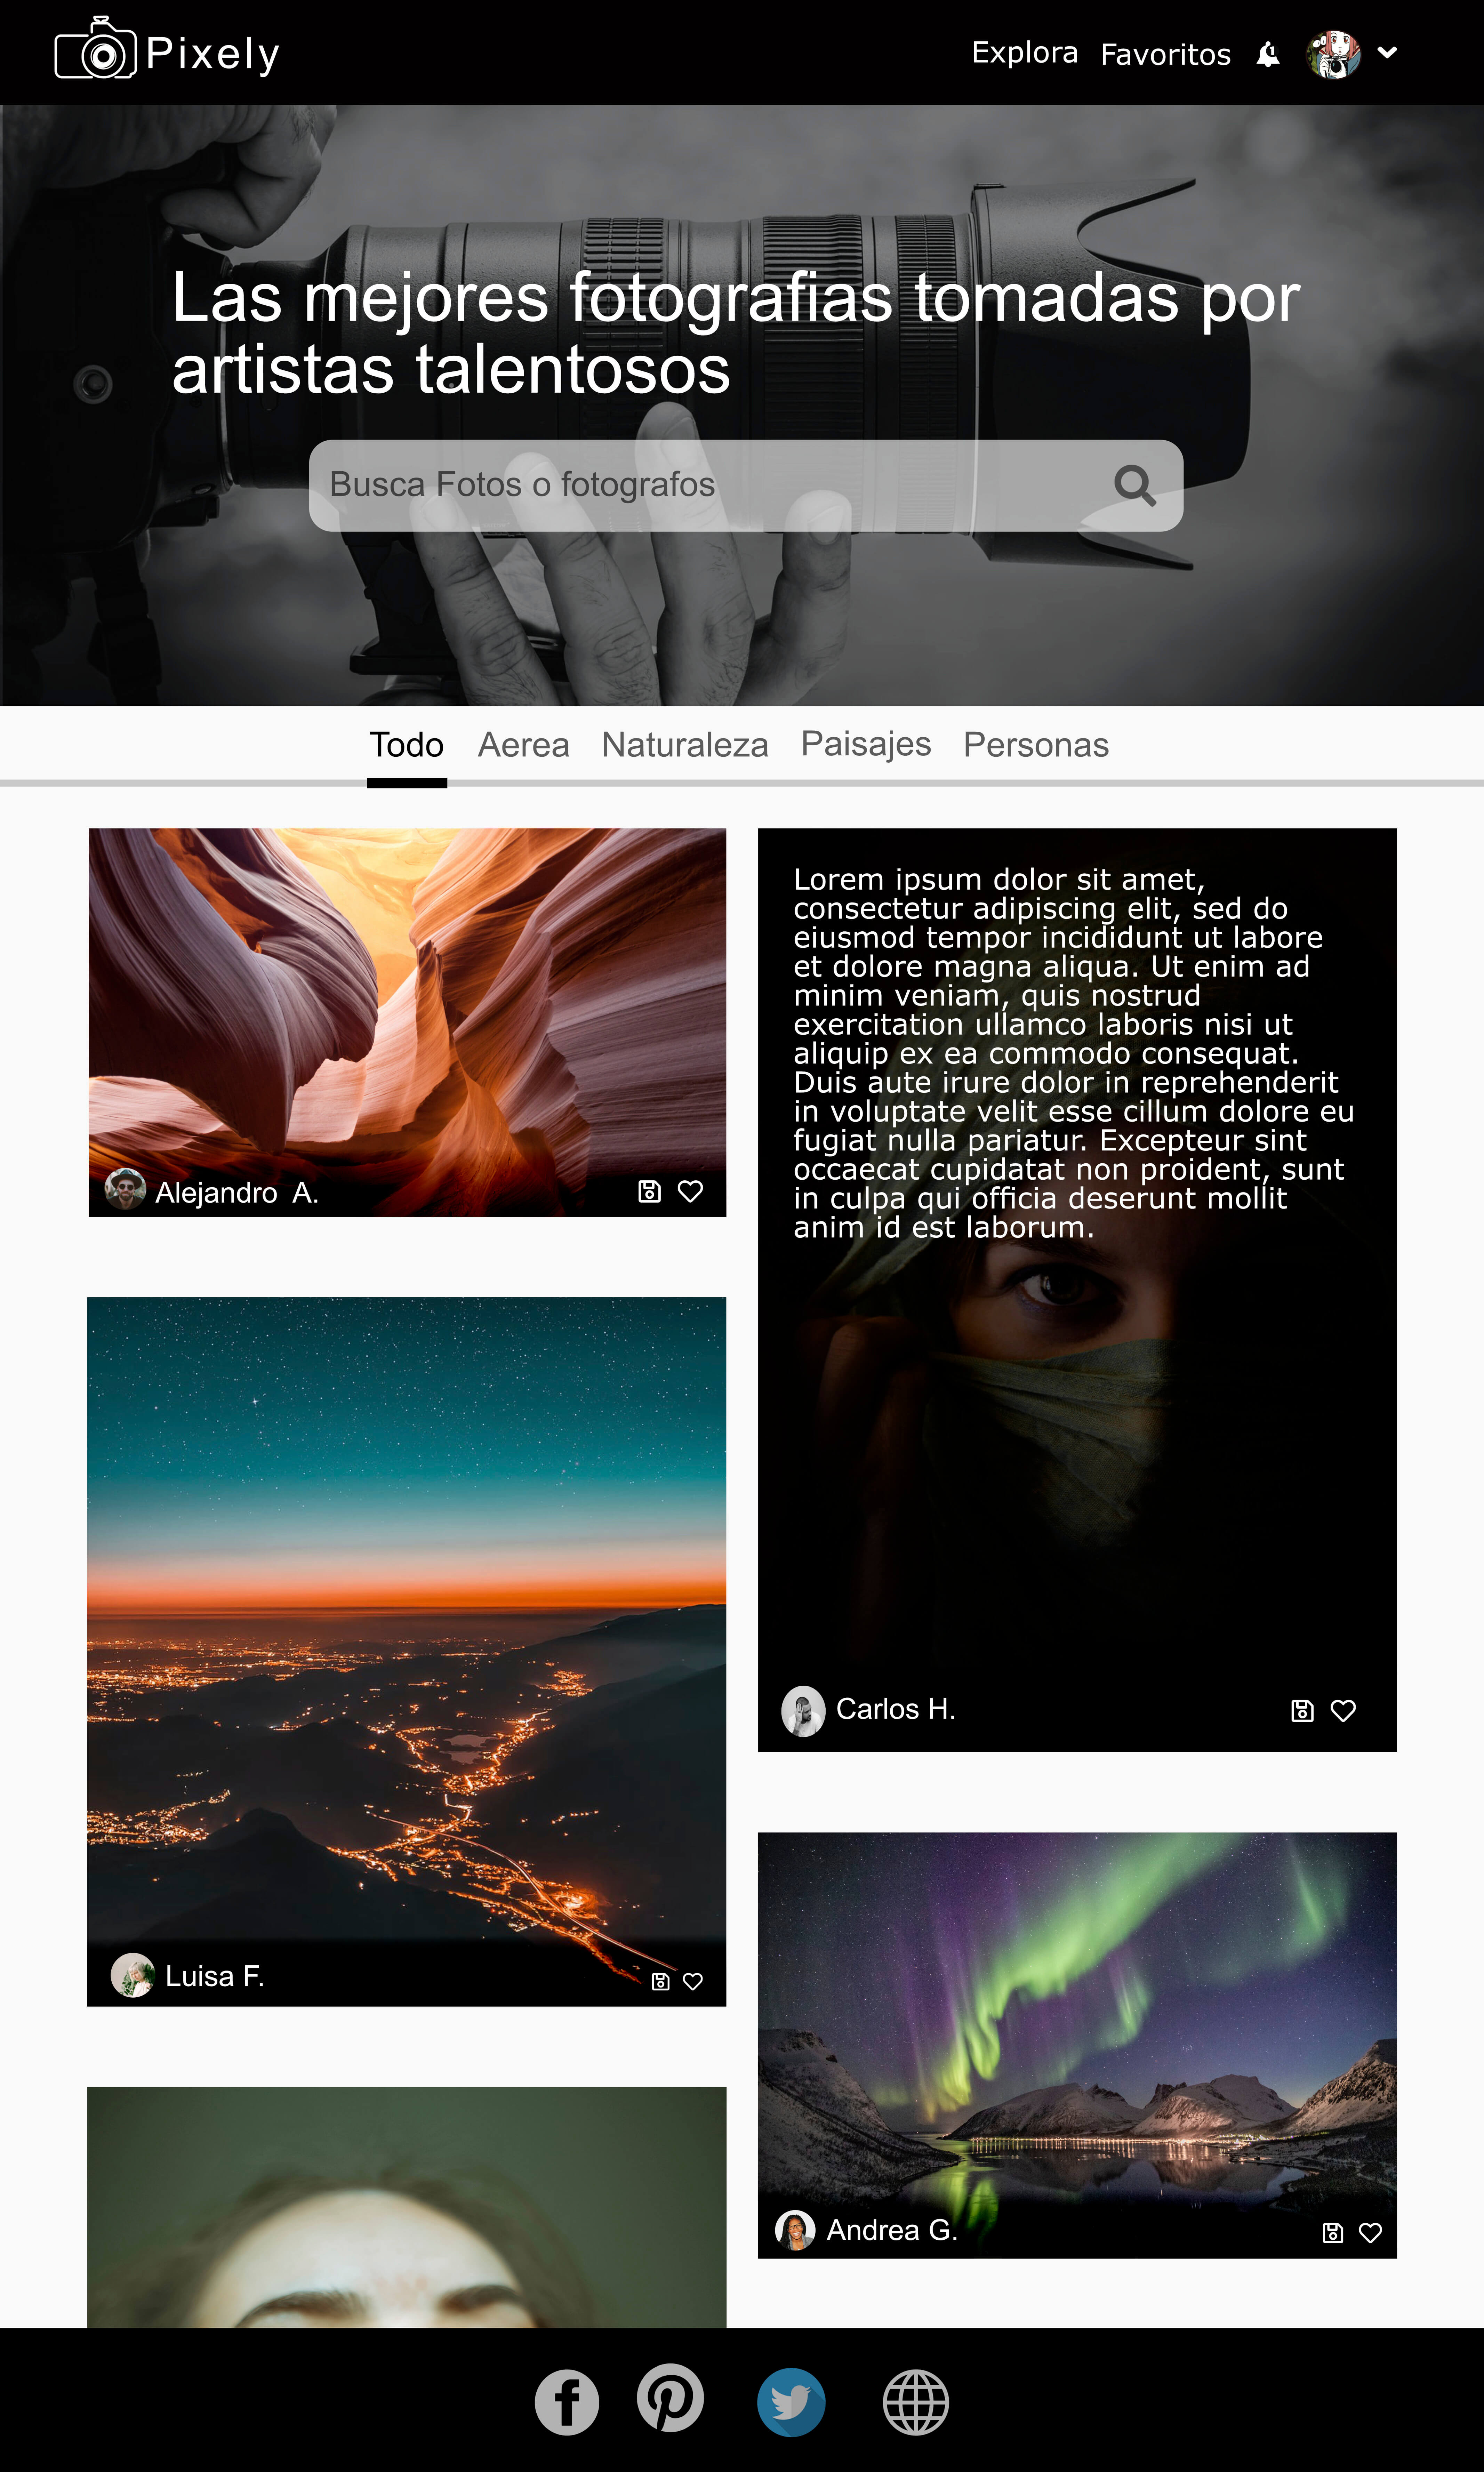 Pixely
Explora Favoritos 1
Las mejores fotografias tomadas por
artistas talentosos
Busca Fotos o fotografos
Todo Aerea Naturaleza Paisajes Personas
Alejandro A.
Lorem ipsum dolor sit amet,
consectetur adipiscing elit, sed do
eiusmod tempor incididunt ut labore
et dolore magna aliqua. Ut enim ad
minim veniam, quis nostrud
exercitation ullamco laboris nisi ut
aliquip ex ea commodo consequat.
Duis aute irure dolor in reprehenderit
in voluptate velit esse cillum dolore eu
fugiat nulla pariatur. Excepteur sint
occaecat cupidatat non proident, sunt
in culpa qui officia deserunt mollit
anim id est laborum.
Carlos H.
Luisa F.
Andrea G.